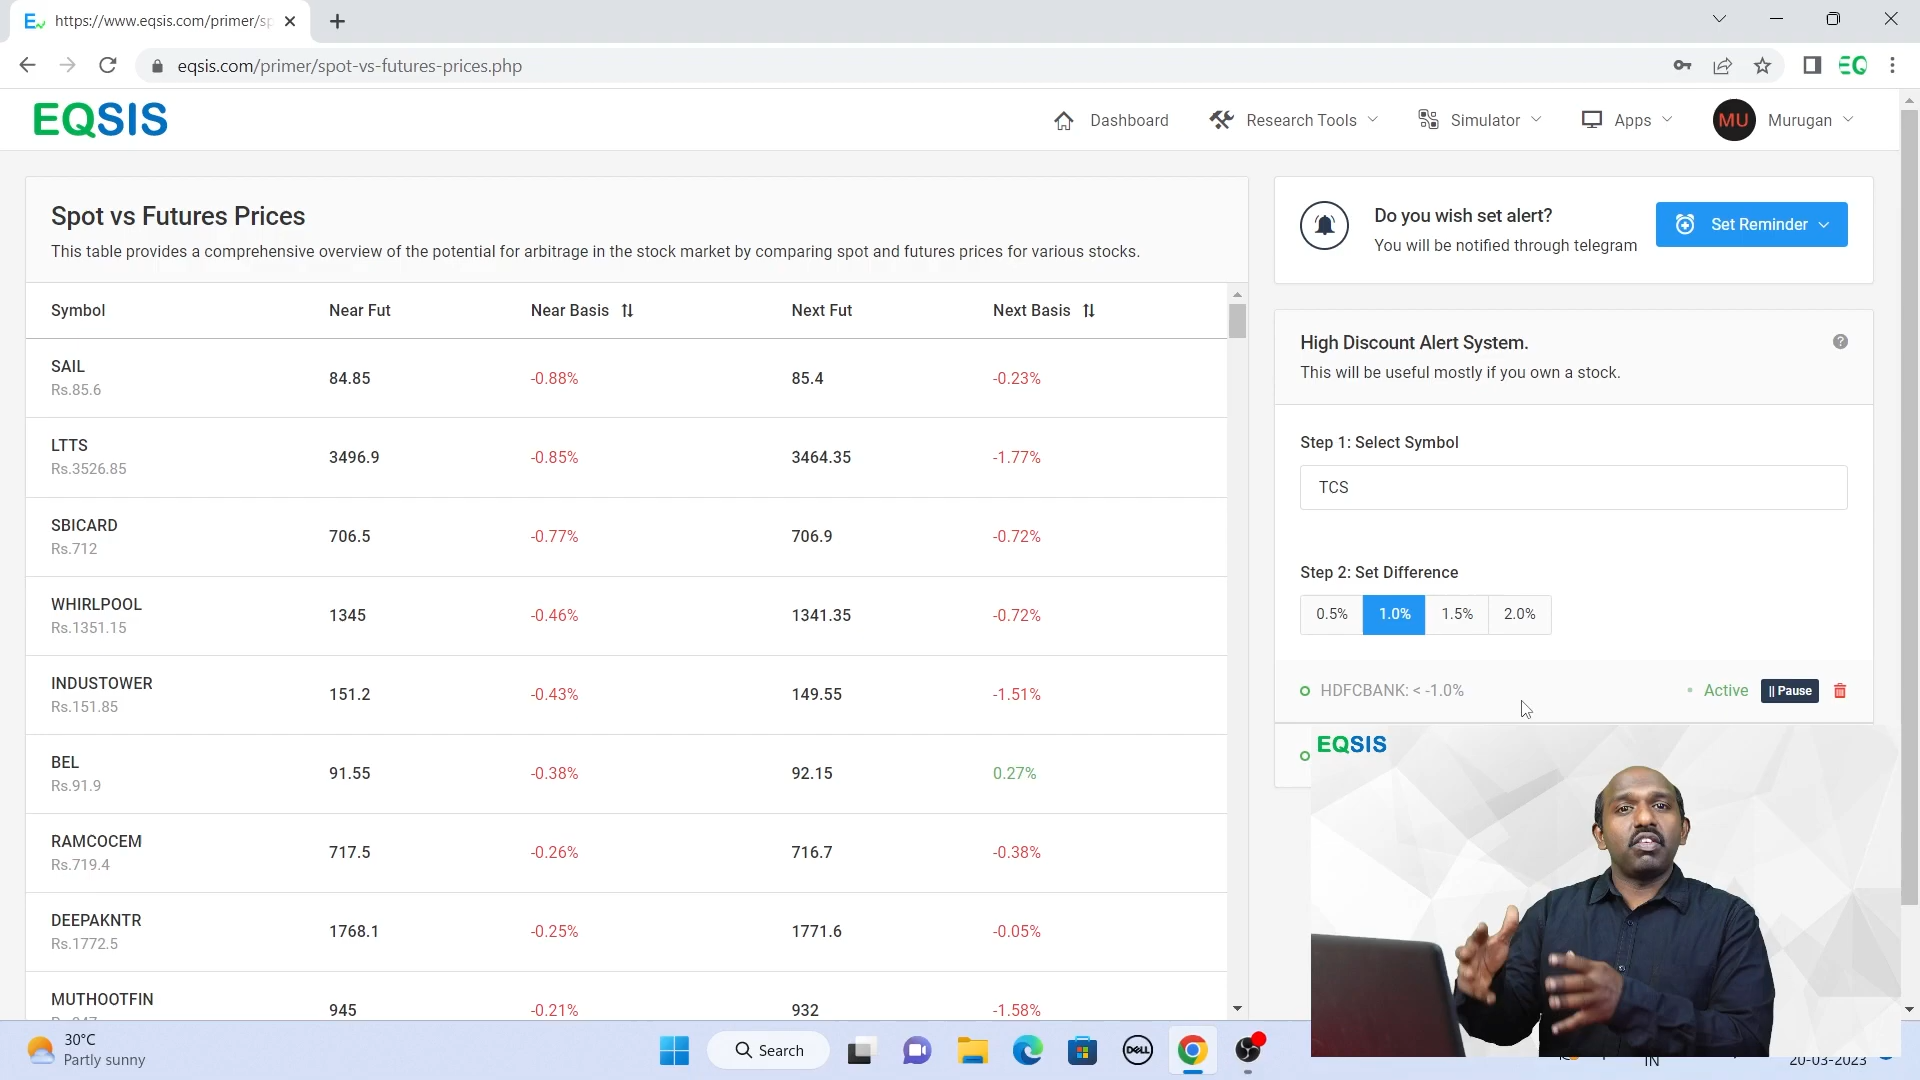 https://www.eqsis.com/primer/sp
eqsis.com/primer/spot-vs-futures-prices.php
EQ
EQSIS
Dashboard
Research Tools
Simulator
Apps
MU
Murugan
Spot vs Futures Prices
This table provides a comprehensive overview of the potential for arbitrage in the stock market by comparing spot and futures prices for various stocks.
Symbol Near Fut Near Basis Next Fut Next Basis
SAIL
Rs.85.6
84.85 -0.88% 85.4 -0.23%
LTTS
Rs.3526.85
3496.9 -0.85% 3464.35 -1.77%
SBICARD
Rs.712
706.5 -0.77% 706.9 -0.72%
WHIRLPOOL
Rs.1351.15
1345 -0.46% 1341.35 -0.72%
INDUSTOWER
Rs.151.85
151.2 -0.43% 149.55 -1.51%
BEL
Rs.91.9
91.55 -0.38% 92.15 0.27%
RAMCOCEM
Rs.719.4
717.5 -0.26% 716.7 -0.38%
DEEPAKNTR
Rs.1772.5
1768.1 -0.25% 1771.6 -0.05%
MUTHOOTFIN
945 -0.21% 932 -1.58%
Do you wish set alert?
You will be notified through telegram
Set Reminder
High Discount Alert System.
This will be useful mostly if you own a stock.
Step 1: Select Symbol
TCS
Step 2: Set Difference
0.5% 1.0% 1.5% 2.0%
HDFCBANK: < -1.0%
Active
|| Pause
EQSIS
30°C
Partly sunny
Search
DELL
IN
20-03-2023